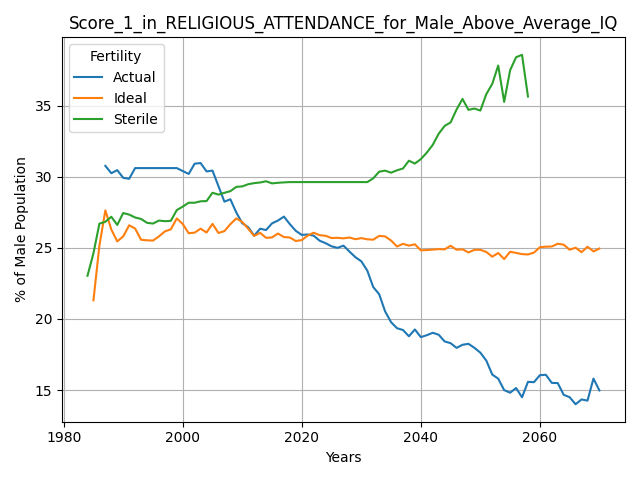 Score_1_in_RELIGIOUS_ATTENDANCE_for_Male_Above_Average_IQ
Fertility
Actual
Ideal
Sterile
% of Male Population
35
30
25
20
15
1980
2000
2020
2040
2060
Years